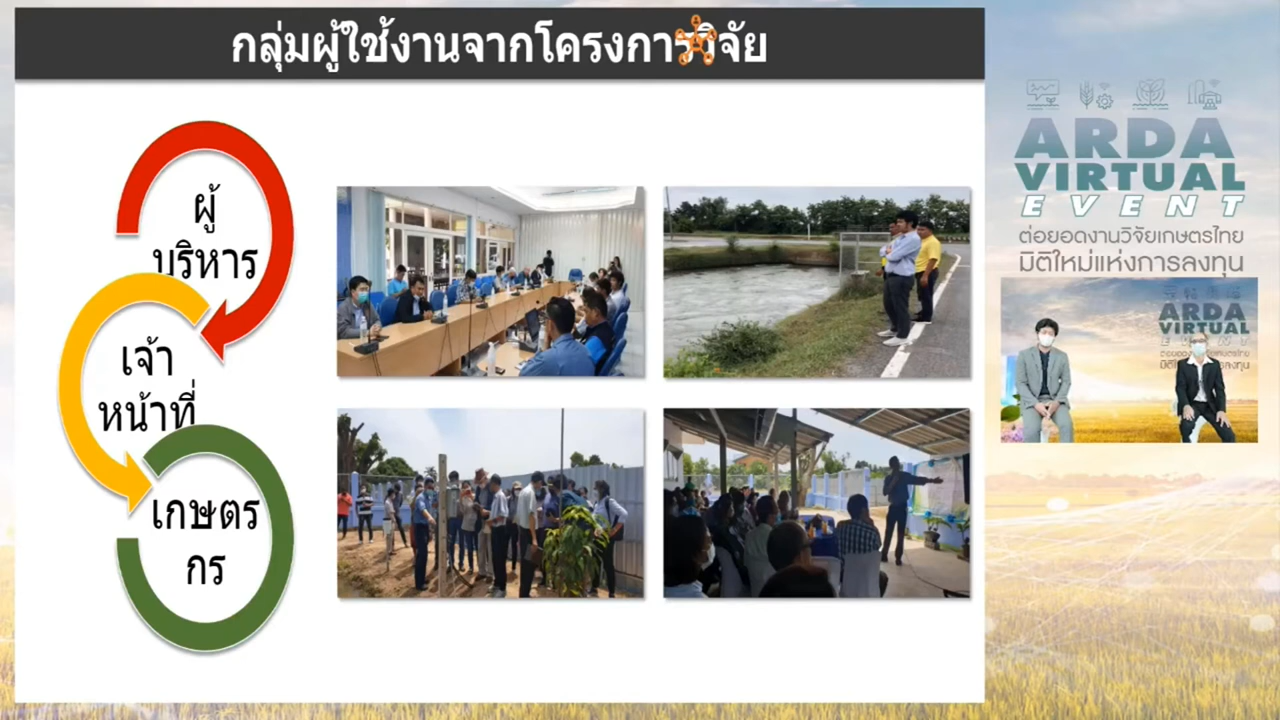 กลุ่มผู้ใช้งานจากโครงการวิจัย
ผู้
บริหาร
เจ้า
หน้าที่
เกษตร
กร
ARDA
VIRTUAL
EVENT
ต่อยอดงานวิจัยเกษตรไทย
มิติใหม่แห่งการลงทุน
ARDA
VIRTUAL
EVENT